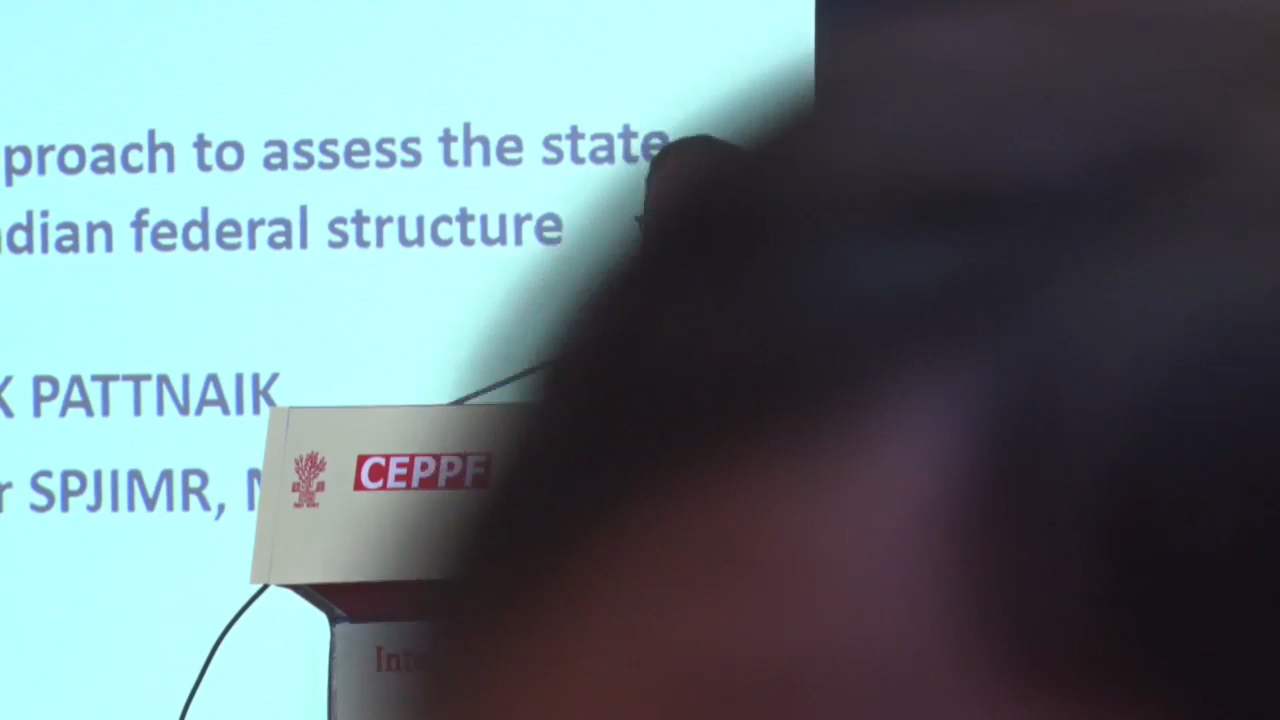 proach to assess the state
dian federal structure
K PATTNAIK
r SPJIMR,
CEPPF